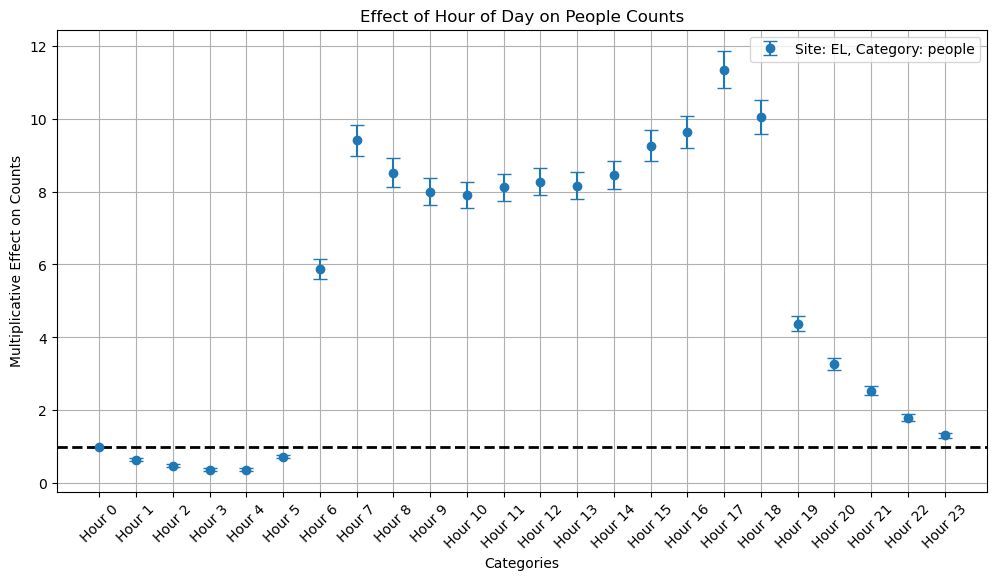 Effect of Hour of Day on People Counts
Site: EL, Category: people
Multiplicative Effect on Counts
12
10
8
6
4
2
0
Hour 0
Hour 1
Hour 2
Hour 3
Hour 4
Hour 5
Hour 6
Hour 7
Hour 8
Hour 9
Hour 10
Hour 11
Hour 12
Hour 13
Hour 14
Hour 15
Hour 16
Hour 17
Hour 18
Hour 19
Hour 20
Hour 21
Hour 22
Hour 23
Categories